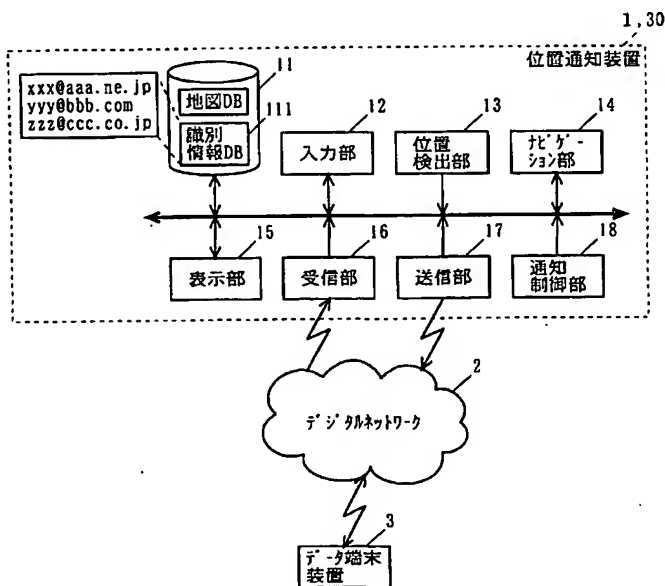 1,30
位置通知装置
xxx@aaa.ne.jp
yyy@bbb.com
zzz@ccc.co.jp
地図DB
識別
情報DB
11
111
入力部
12
位置
検出部
13
ナビゲー
ション部
14
表示部
15
受信部
16
送信部
17
通知
制御部
18
デジタルネットワーク
2
データ端末
装置
3